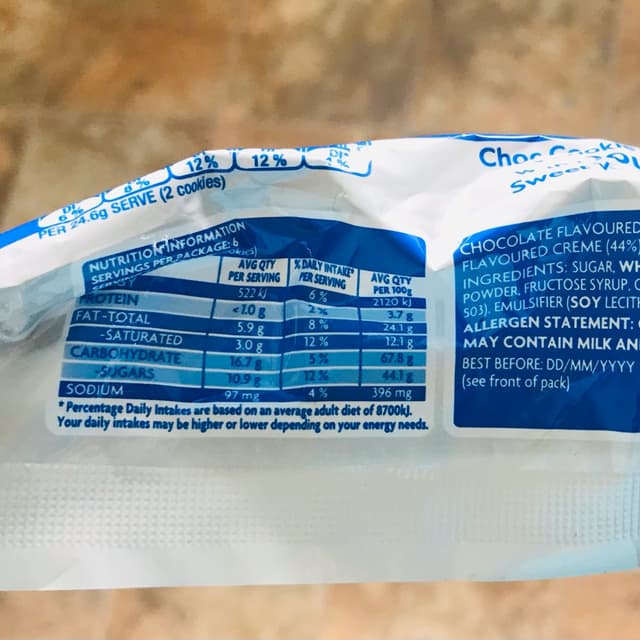 DI* 6% 8% 12% 12% DI* %
PER 24.6g SERVE (2 cookies)
Choc Cookie
NUTRITION INFORMATION
SERVINGS PER PACKAGE: 6
AVG QTY PER SERVING % DAILY INTAKE* PER SERVING AVG QTY PER 100g
522 kJ 6% 2120 kJ
PROTEIN <1.0 g 2% 3.7 g
FAT-TOTAL 5.9 g 8% 24.1 g
-SATURATED 3.0 g 12% 12.1 g
CARBOHYDRATE 16.7 g 5% 67.8 g
-SUGARS 10.9 g 12% 44.1 g
SODIUM 97 mg 4% 396 mg
* Percentage Daily Intakes are based on an average adult diet of 8700kJ.
Your daily intakes may be higher or lower depending on your energy needs.
CHOCOLATE FLAVOURED
FLAVOURED CREME (44%)
INGREDIENTS: SUGAR, WH
POWDER, FRUCTOSE SYRUP, C
503), EMULSIFIER (SOY LECIT
ALLERGEN STATEMENT:
MAY CONTAIN MILK AN
BEST BEFORE: DD/MM/YYYY
(see front of pack)